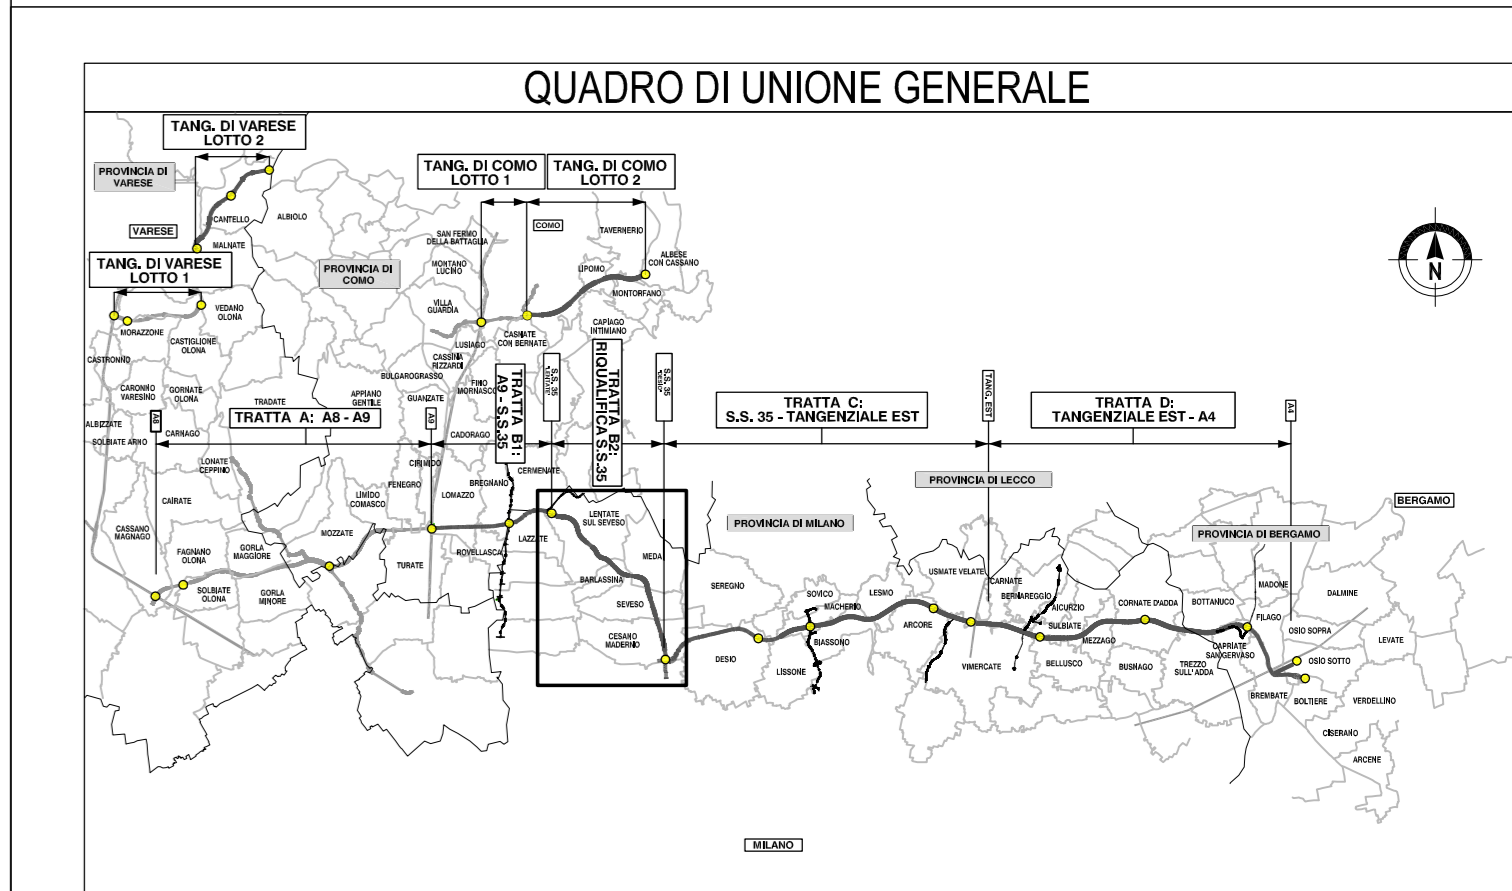 QUADRO DI UNIONE GENERALE
TANG. DI VARESE
LOTTO 2
PROVINCIA DI
VARESE
CANTELLO
ALBIOLO
VARESE
MALNATE
TANG. DI VARESE
LOTTO 1
TANG. DI COMO
LOTTO 1
TANG. DI COMO
LOTTO 2
COMO
SAN FERMO
DELLA BATTAGLIA
TAVERNERIO
ALBESE
CON CASSANO
PROVINCIA DI
COMO
MONTANO
LUCINO
LIPOMO
MONTORFANO
VILLA
GUARDIA
CAPIAGO
INTIMIANO
LUISAGO
CASNATE
CON BERNATE
N
VEDANO
OLONA
MORAZZONE
CASTIGLIONE
OLONA
CASTRONNO
CARONNO
VARESINO
GORNATE
OLONA
CASSINA
RIZZARDI
BULGAROGRASSO
FINO
MORNASCO
APPIANO
GENTILE
GUANZATE
TRADATE
ALBIZZATE
SOLBIATE ARNO
CARNAGO
A8
TRATTA A: A8 - A9
A9
CADORAGO
TRATTA B1:
A9 - S.S.35
S.S. 35
TRATTA B2:
RIQUALIFICA S.S.35
S.S. 35
TRATTA C:
S.S. 35 - TANGENZIALE EST
TANG. EST
TRATTA D:
TANGENZIALE EST - A4
A4
LONATE
CEPPINO
CIRIMIDO
FENEGRO
LOMAZZO
BREGNANO
CERMENATE
LIMIDO
COMASCO
CAIRATE
CASSANO
MAGNAGO
FAGNANO
OLONA
GORLA
MAGGIORE
MOZZATE
SOLBIATE
OLONA
GORLA
MINORE
TURATE
ROVELLASCA
LAZZATE
LENTATE
SUL SEVESO
MEDA
BARLASSINA
SEVESO
CESANO
MADERNO
PROVINCIA DI MILANO
PROVINCIA DI LECCO
PROVINCIA DI BERGAMO
BERGAMO
SEREGNO
SOVICO
MACHERIO
LESMO
USMATE VELATE
CARNATE
BERNAREGGIO
AICURZIO
SULBIATE
CORNATE D'ADDA
BOTTANUCO
MADONE
DALMINE
FILAGO
OSIO SOPRA
LEVATE
DESIO
LISSONE
BIASSONO
ARCORE
VIMERCATE
BELLUSCO
MEZZAGO
BUSNAGO
TREZZO
SULL'ADDA
CAPRIATE
SANGERVASO
OSIO SOTTO
BREMBATE
BOLTIERE
VERDELLINO
CISERANO
ARCENE
MILANO